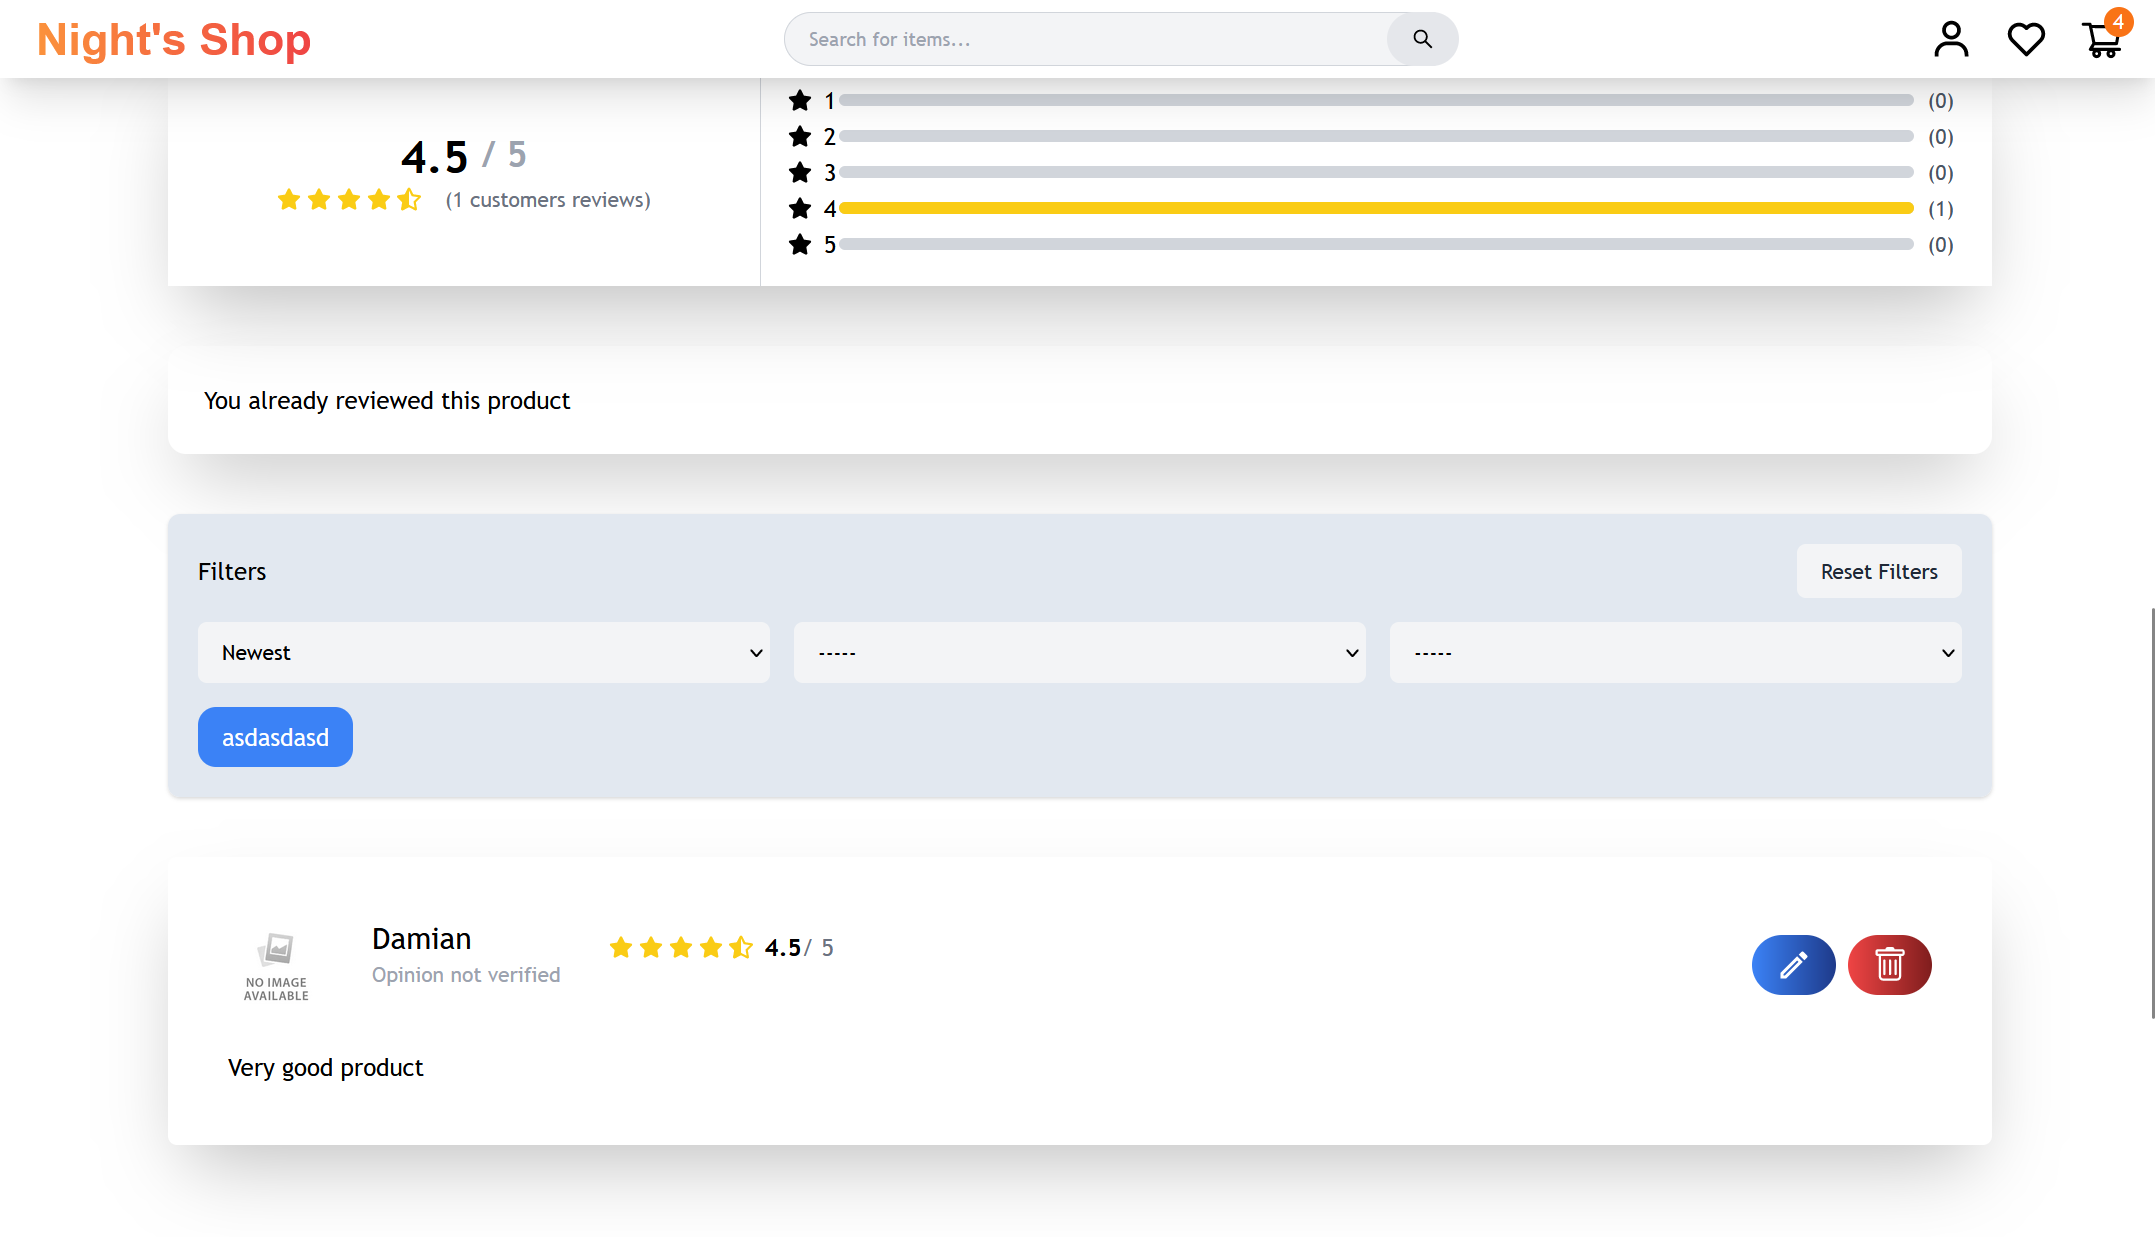 Night's Shop
Search for items...
4
1 (0)
2 (0)
3 (0)
4 (1)
5 (0)
4.5 / 5
(1 customers reviews)
You already reviewed this product
Filters
Reset Filters
Newest
-----
-----
asdasdasd
NO IMAGE
AVAILABLE
Damian
Opinion not verified
4.5/ 5
Very good product